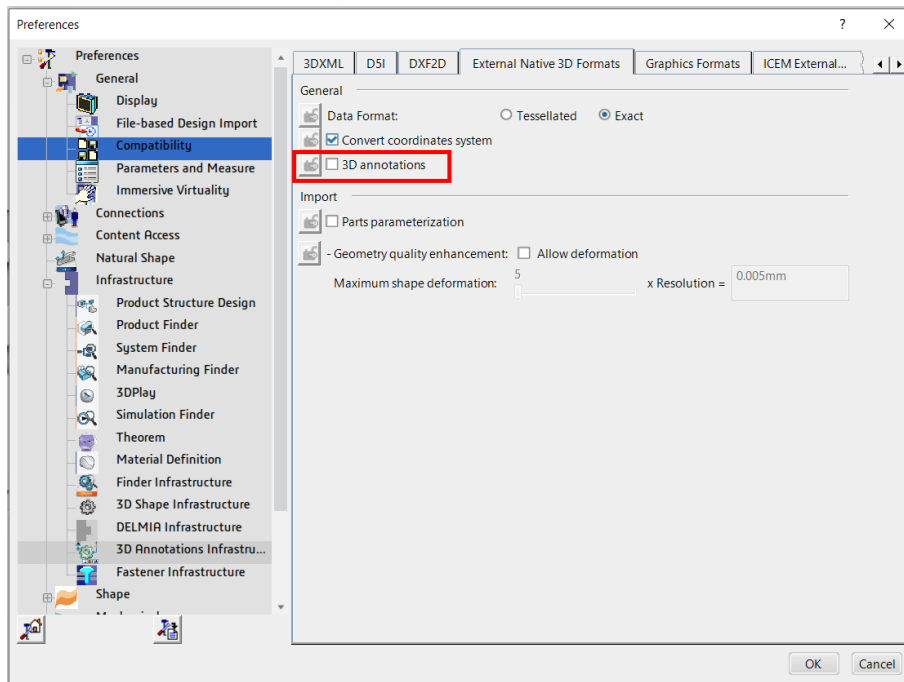 Preferences
?
Preferences
General
Display
File-based Design Import
Compatibility
Parameters and Measure
Immersive Virtuality
Connections
Content Access
Natural Shape
Infrastructure
Product Structure Design
Product Finder
System Finder
Manufacturing Finder
3DPlay
Simulation Finder
Theorem
Material Definition
Finder Infrastructure
3D Shape Infrastructure
DELMIA Infrastructure
3D Annotations Infrastru...
Fastener Infrastructure
Shape
3DXML D5I DXF2D External Native 3D Formats Graphics Formats ICEM External...
General
Data Format: Tessellated Exact
Convert coordinates system
3D annotations
Import
Parts parameterization
- Geometry quality enhancement: Allow deformation
Maximum shape deformation: 5 x Resolution = 0.005mm
OK Cancel